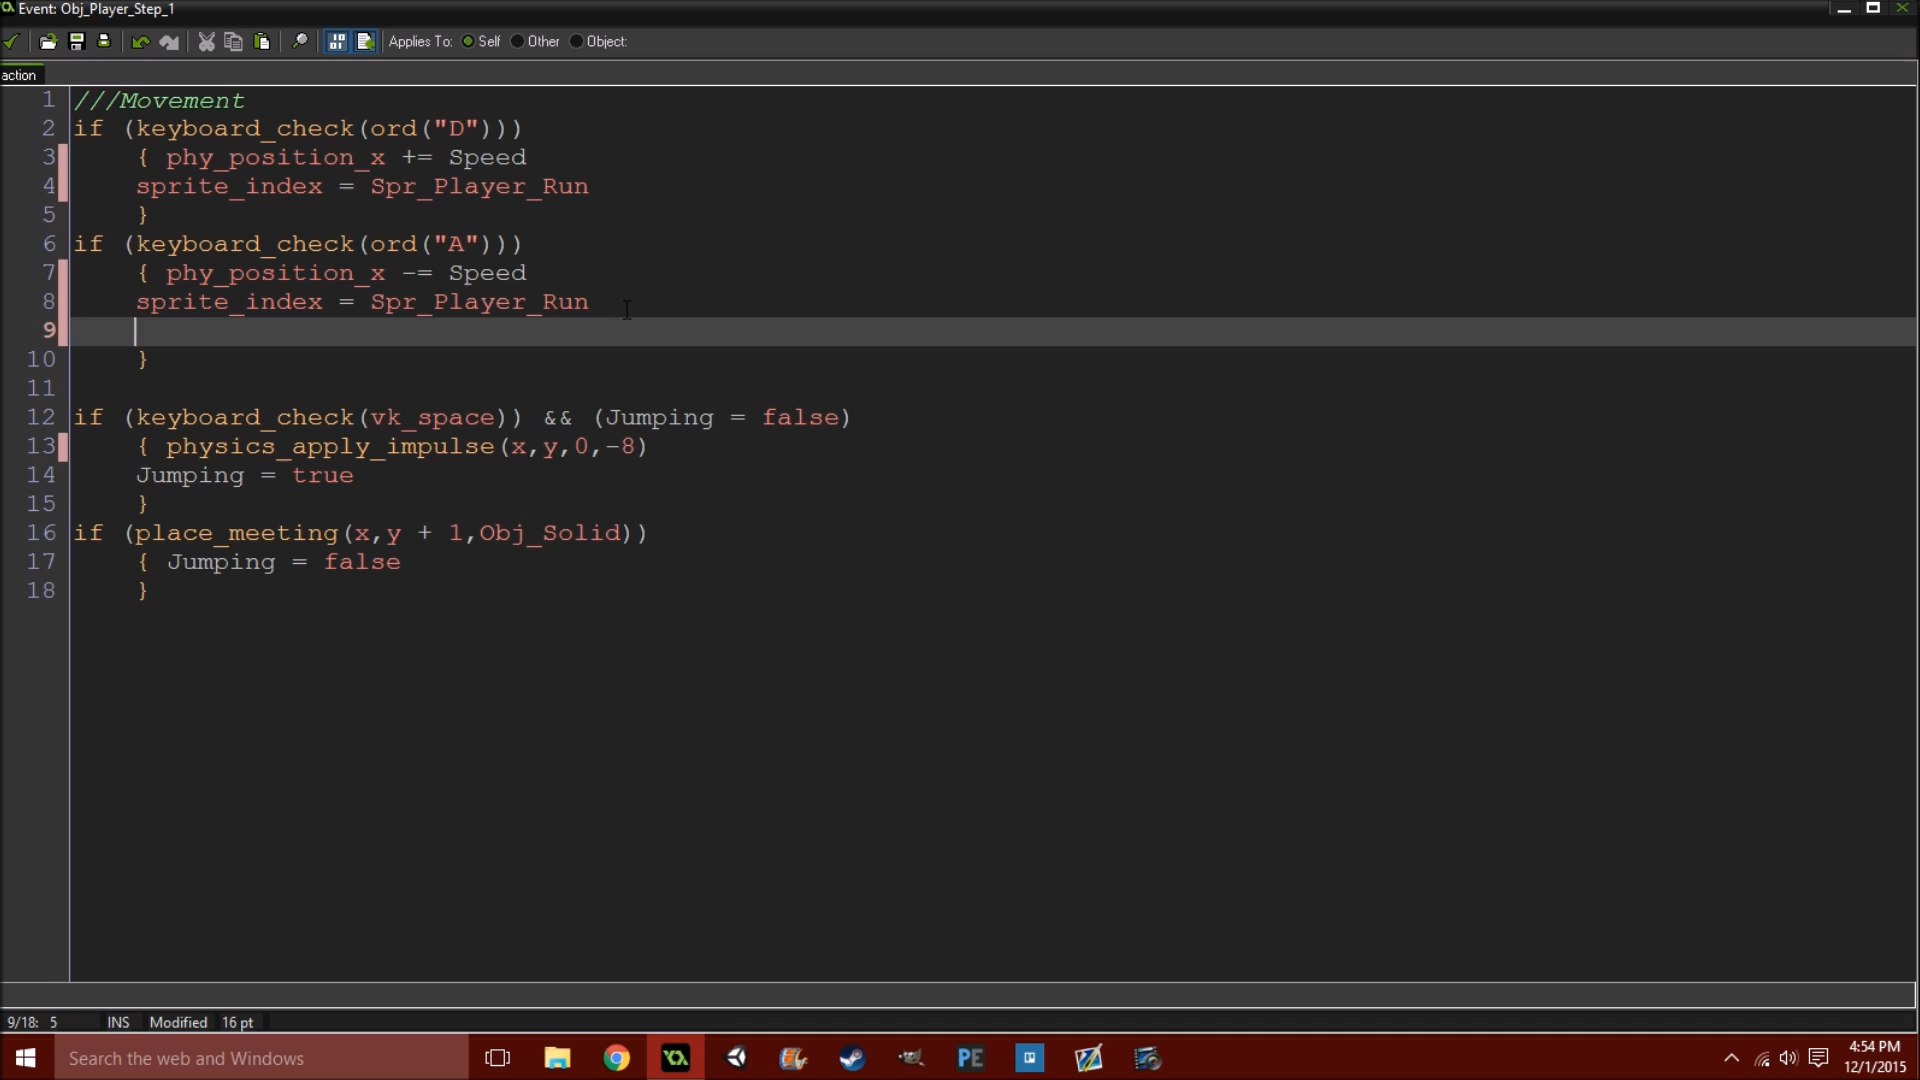 Event: Obj_Player_Step_1
Applies To: Self Other Object:
action
1 ///Movement
2 if (keyboard_check(ord("D")))
3 { phy_position_x += Speed
4 sprite_index = Spr_Player_Run
5 }
6 if (keyboard_check(ord("A")))
7 { phy_position_x -= Speed
8 sprite_index = Spr_Player_Run
9
10 }
11
12 if (keyboard_check(vk_space)) && (Jumping = false)
13 { physics_apply_impulse(x,y,0,-8)
14 Jumping = true
15 }
16 if (place_meeting(x,y + 1,Obj_Solid))
17 { Jumping = false
18 }
9/18: 5 INS Modified 16 pt
Search the web and Windows
PE
4:54 PM
12/1/2015